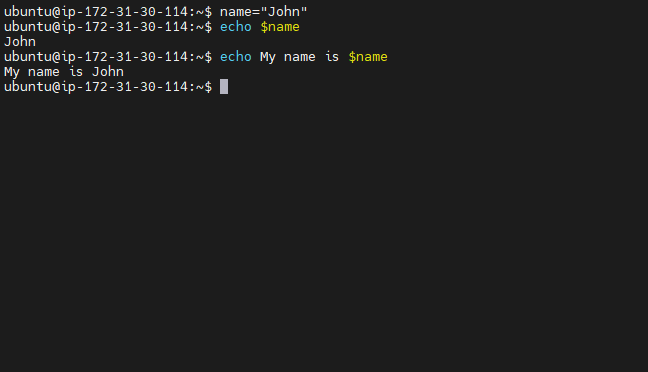 ubuntu@ip-172-31-30-114:~$ name="John"
ubuntu@ip-172-31-30-114:~$ echo $name
John
ubuntu@ip-172-31-30-114:~$ echo My name is $name
My name is John
ubuntu@ip-172-31-30-114:~$